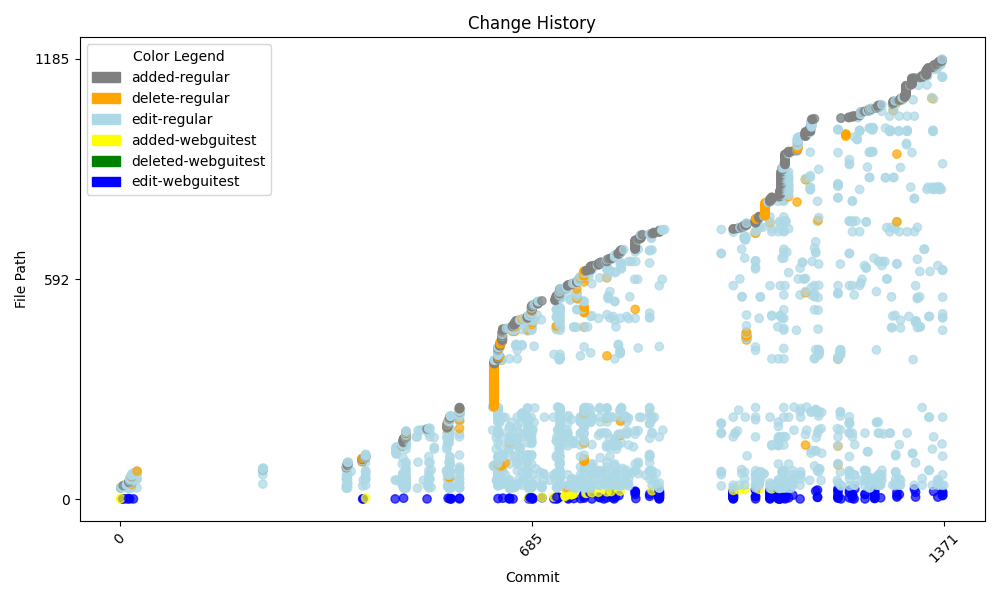 Change History
Color Legend
added-regular
delete-regular
edit-regular
added-webguitest
deleted-webguitest
edit-webguitest
File Path
1185
592
0
0
685
1371
Commit